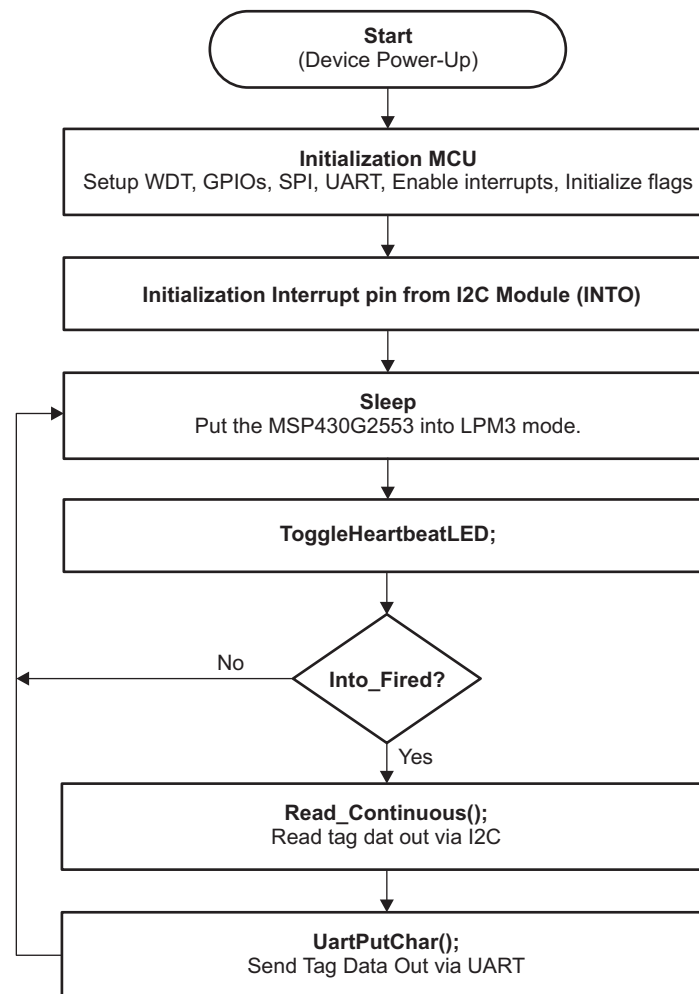 Start
(Device Power-Up)
Initialization MCU
Setup WDT, GPIOs, SPI, UART, Enable interrupts, Initialize flags
Initialization Interrupt pin from I2C Module (INTO)
Sleep
Put the MSP430G2553 into LPM3 mode.
ToggleHeartbeatLED;
No
Into_Fired?
Yes
Read_Continuous();
Read tag dat out via I2C
UartPutChar();
Send Tag Data Out via UART